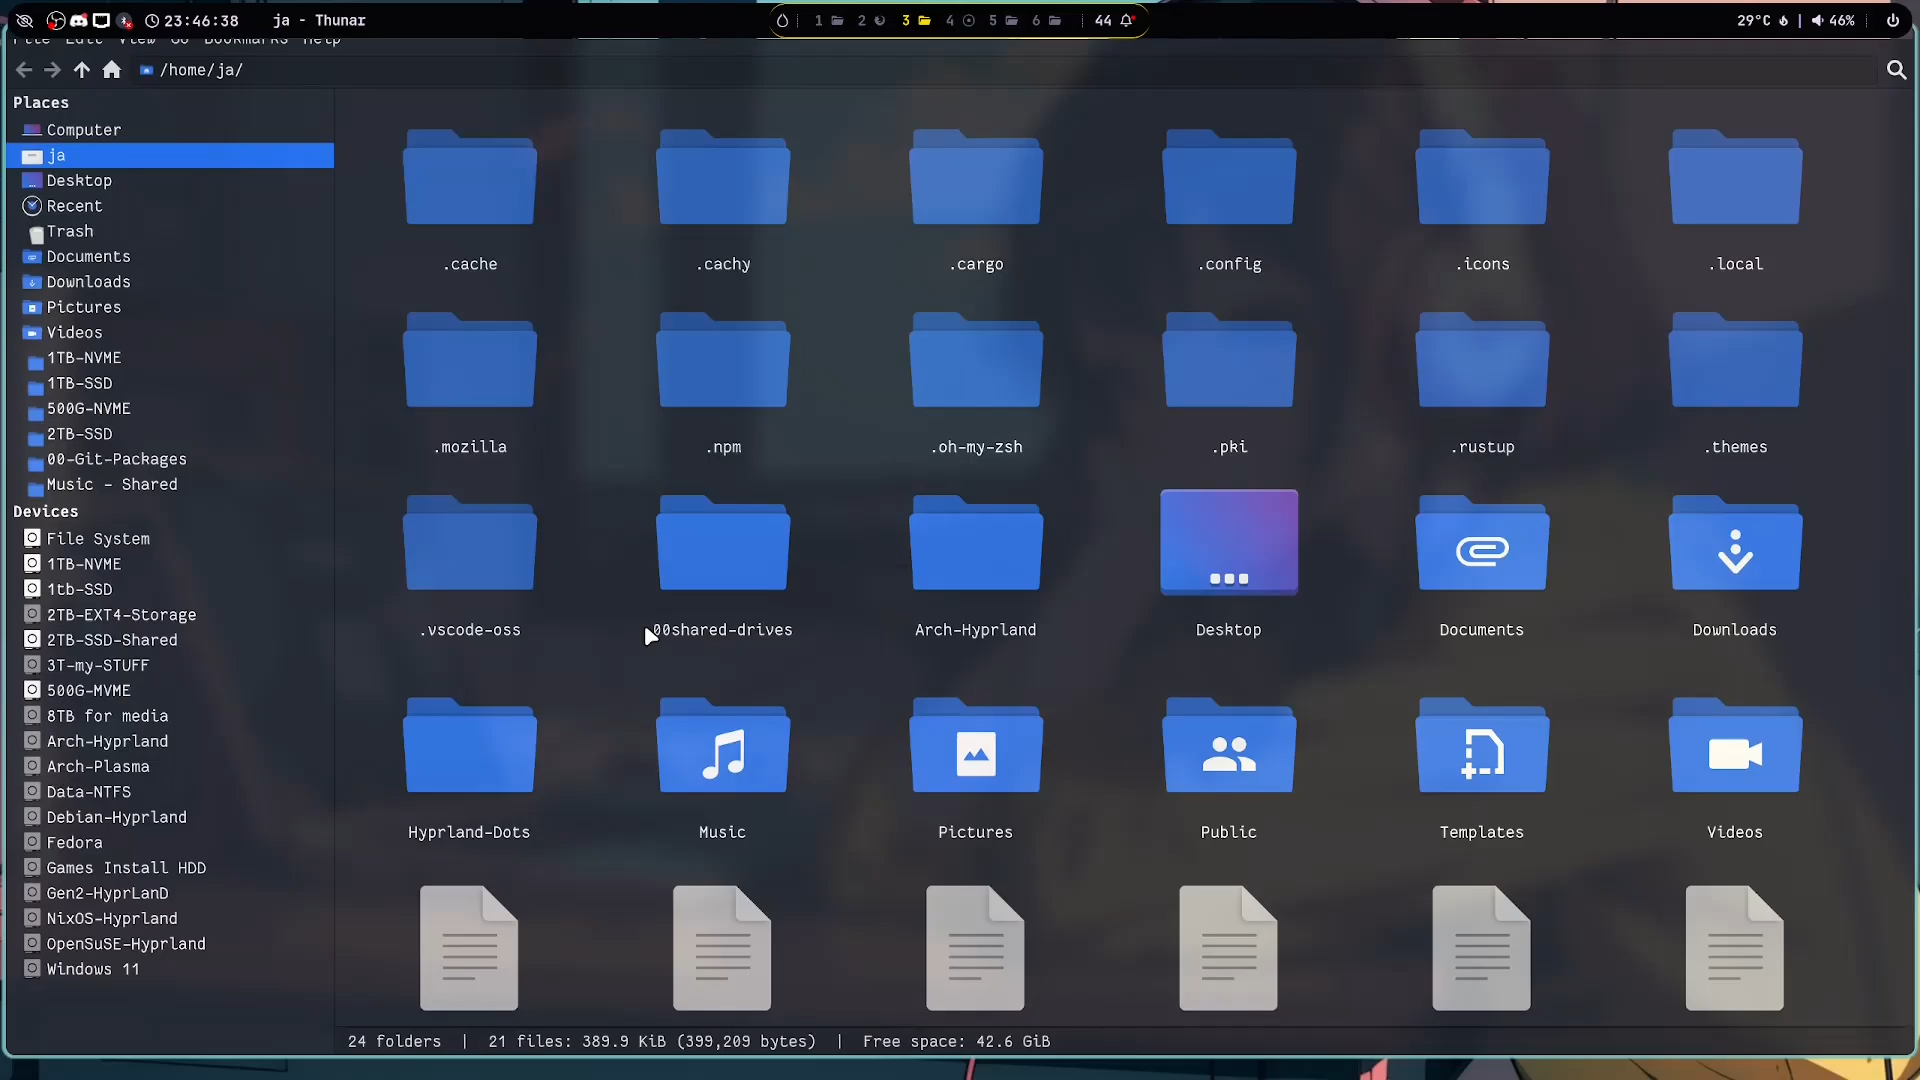 23:46:38 ja - Thunar 1 2 3 4 5 6 44 29°C 46%
File Edit View Go Bookmarks Help
/home/ja/
Places
Computer
ja
Desktop
Recent
Trash
Documents
Downloads
Pictures
Videos
1TB-NVME
1TB-SSD
500G-NVME
2TB-SSD
00-Git-Packages
Music - Shared
Devices
File System
1TB-NVME
1tb-SSD
2TB-EXT4-Storage
2TB-SSD-Shared
3T-my-STUFF
500G-MVME
8TB for media
Arch-Hyprland
Arch-Plasma
Data-NTFS
Debian-Hyprland
Fedora
Games Install HDD
Gen2-HyprLanD
NixOS-Hyprland
OpenSuSE-Hyprland
Windows 11
.cache .cachy .cargo .config .icons .local
.mozilla .npm .oh-my-zsh .pki .rustup .themes
.vscode-oss 00shared-drives Arch-Hyprland Desktop Documents Downloads
Hyprland-Dots Music Pictures Public Templates Videos
24 folders | 21 files: 389.9 KiB (399,209 bytes) | Free space: 42.6 GiB